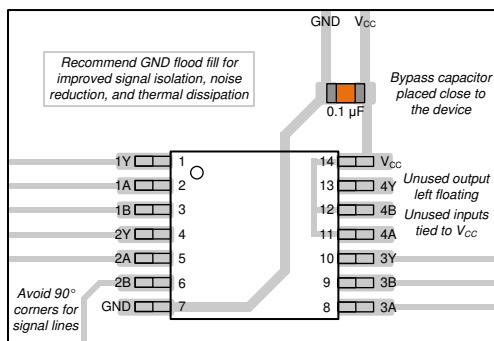 GND VCC
Recommend GND flood fill for
improved signal isolation, noise
reduction, and thermal dissipation
Bypass capacitor
placed close to
the device
0.1 µF
1Y 1 14 VCC
1A 2 13 4Y
Unused output
left floating
1B 3 12 4B
Unused inputs
tied to VCC
2Y 4 11 4A
2A 5 10 3Y
2B 6 9 3B
GND 7 8 3A
Avoid 90°
corners for
signal lines